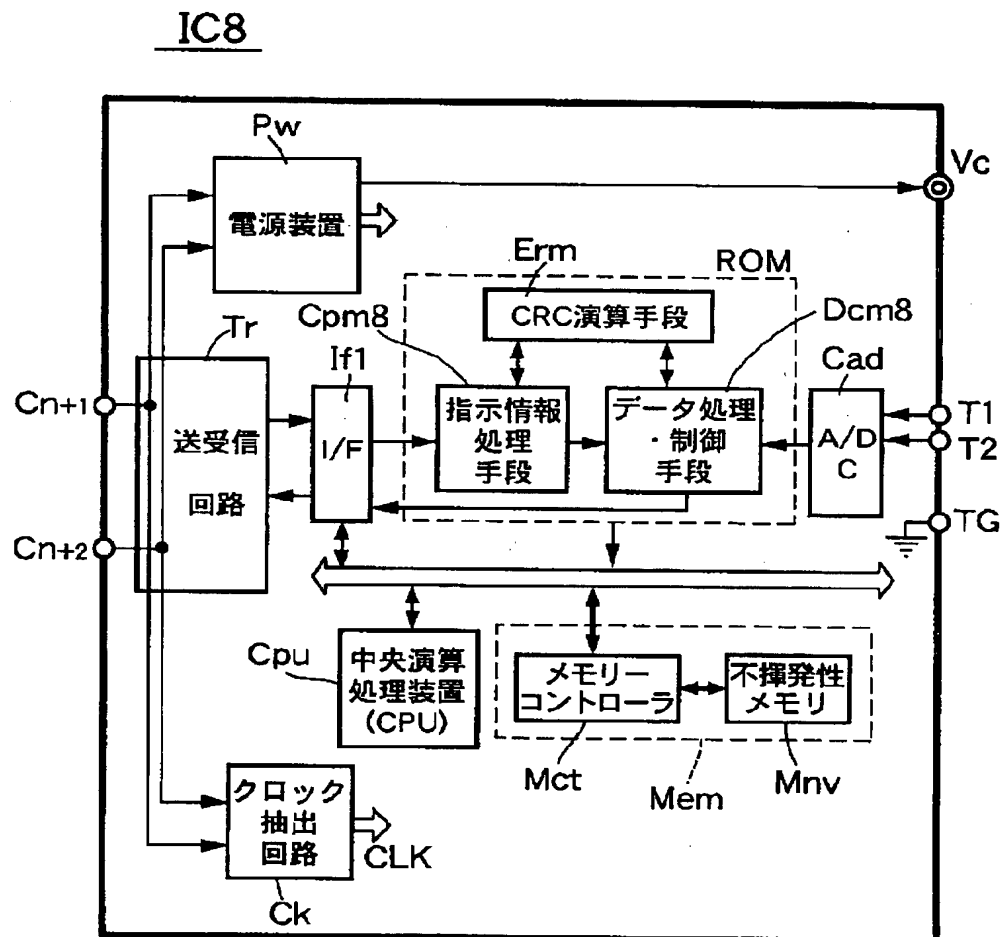 IC8
Pw
Vc
電源装置
Erm
ROM
CRC演算手段
Cpm8
Dcm8
Tr
If1
Cad
Cn+1
送受信
回路
I/F
指示情報
処理
手段
データ処理
・制御
手段
A/D
C
T1
T2
Cn+2
TG
Cpu
中央演算
処理装置
(CPU)
メモリー
コントローラ
不揮発性
メモリ
Mct
Mem
Mnv
クロック
抽出
回路
CLK
Ck